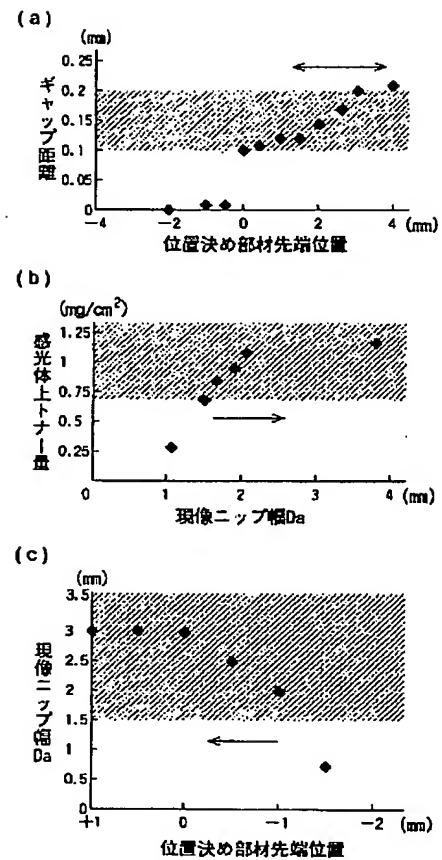 (a)
(mm)
0.25
0.2
0.15
0.1
0.05
0
ギャップ距離
-4 -2 0 2 4 (mm)
位置決め部材先端位置
(b)
(mg/cm²)
1.25
1
0.75
0.5
0.25
感光体上トナー量
0 1 2 3 4 (mm)
現像ニップ幅Da
(c)
(mm)
3.5
3
2.5
2
1.5
1
0.5
0
現像ニップ幅Da
+1 0 -1 -2 (mm)
位置決め部材先端位置